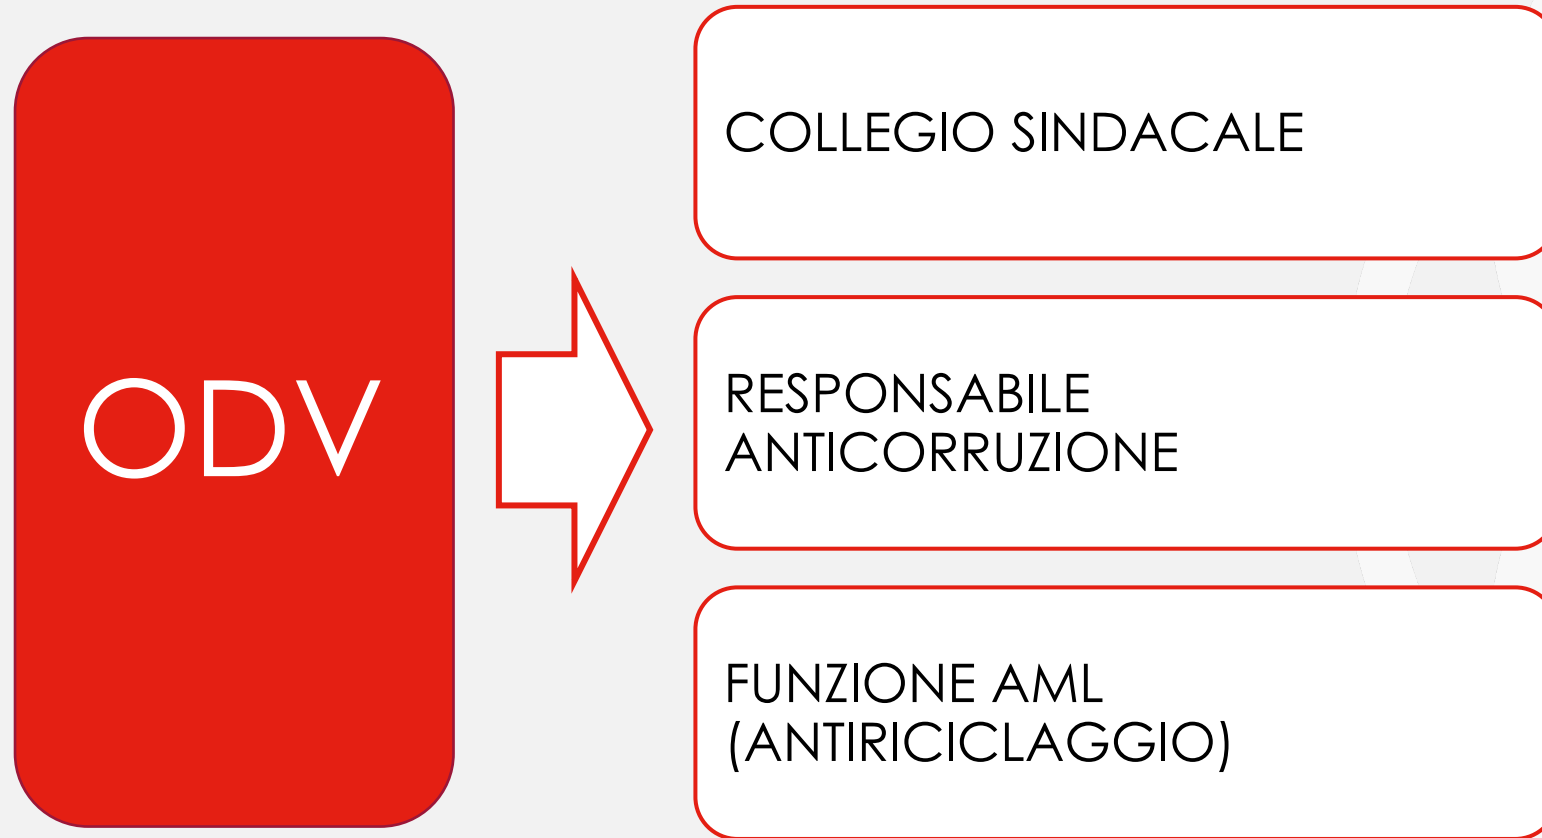 ODV
COLLEGIO SINDACALE
RESPONSABILE
ANTICORRUZIONE
FUNZIONE AML
(ANTIRICICLAGGIO)